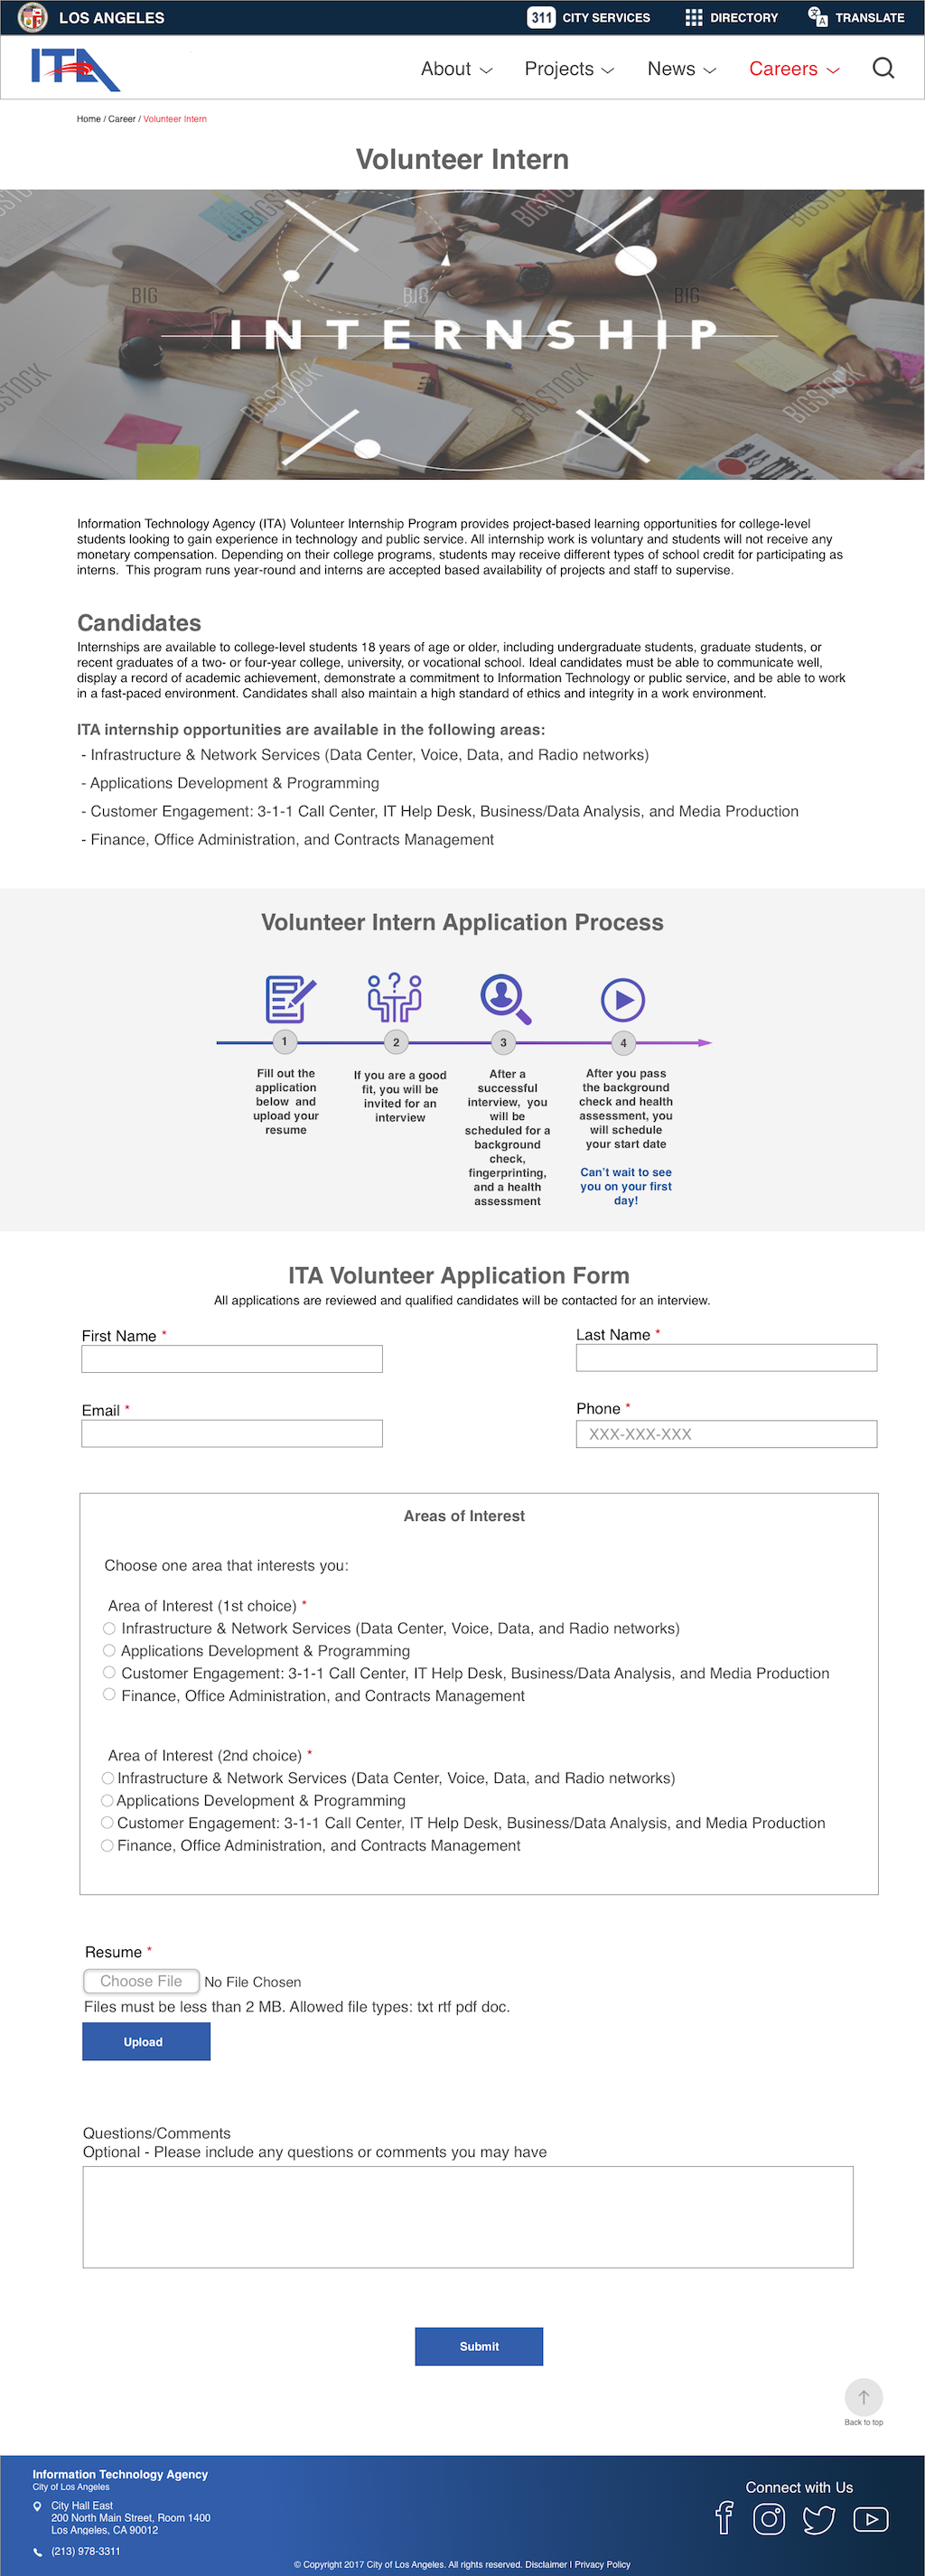 LOS ANGELES
311 CITY SERVICES
DIRECTORY
TRANSLATE
ITA
About
Projects
News
Careers
Home / Career / Volunteer Intern
Volunteer Intern
BIGSTOCK
BIG
BIG
BIG
INTERNSHIP
BIGSTOCK
BIGSTOCK
BIGSTOCK
BIGSTOCK
Information Technology Agency (ITA) Volunteer Internship Program provides project-based learning opportunities for college-level
students looking to gain experience in technology and public service. All internship work is voluntary and students will not receive any
monetary compensation. Depending on their college programs, students may receive different types of school credit for participating as
interns.  This program runs year-round and interns are accepted based availability of projects and staff to supervise.
Candidates
Internships are available to college-level students 18 years of age or older, including undergraduate students, graduate students, or
recent graduates of a two- or four-year college, university, or vocational school. Ideal candidates must be able to communicate well,
display a record of academic achievement, demonstrate a commitment to Information Technology or public service, and be able to work
in a fast-paced environment. Candidates shall also maintain a high standard of ethics and integrity in a work environment.
ITA internship opportunities are available in the following areas:
- Infrastructure & Network Services (Data Center, Voice, Data, and Radio networks)
- Applications Development & Programming
- Customer Engagement: 3-1-1 Call Center, IT Help Desk, Business/Data Analysis, and Media Production
- Finance, Office Administration, and Contracts Management
Volunteer Intern Application Process
1
Fill out the
application
below  and
upload your
resume
2
If you are a good
fit, you will be
invited for an
interview
3
After a
successful
interview,  you
will be
scheduled for a
background
check,
fingerprinting,
and a health
assessment
4
After you pass
the background
check and health
assessment, you
will schedule
your start date
Can't wait to see
you on your first
day!
ITA Volunteer Application Form
All applications are reviewed and qualified candidates will be contacted for an interview.
First Name *
Last Name *
Email *
Phone *
XXX-XXX-XXX
Areas of Interest
Choose one area that interests you:
Area of Interest (1st choice) *
Infrastructure & Network Services (Data Center, Voice, Data, and Radio networks)
Applications Development & Programming
Customer Engagement: 3-1-1 Call Center, IT Help Desk, Business/Data Analysis, and Media Production
Finance, Office Administration, and Contracts Management
Area of Interest (2nd choice) *
Infrastructure & Network Services (Data Center, Voice, Data, and Radio networks)
Applications Development & Programming
Customer Engagement: 3-1-1 Call Center, IT Help Desk, Business/Data Analysis, and Media Production
Finance, Office Administration, and Contracts Management
Resume *
Choose File No File Chosen
Files must be less than 2 MB. Allowed file types: txt rtf pdf doc.
Upload
Questions/Comments
Optional - Please include any questions or comments you may have
Submit
Back to top
Information Technology Agency
City of Los Angeles
City Hall East
200 North Main Street, Room 1400
Los Angeles, CA 90012
(213) 978-3311
Connect with Us
© Copyright 2017 City of Los Angeles. All rights reserved. Disclaimer | Privacy Policy